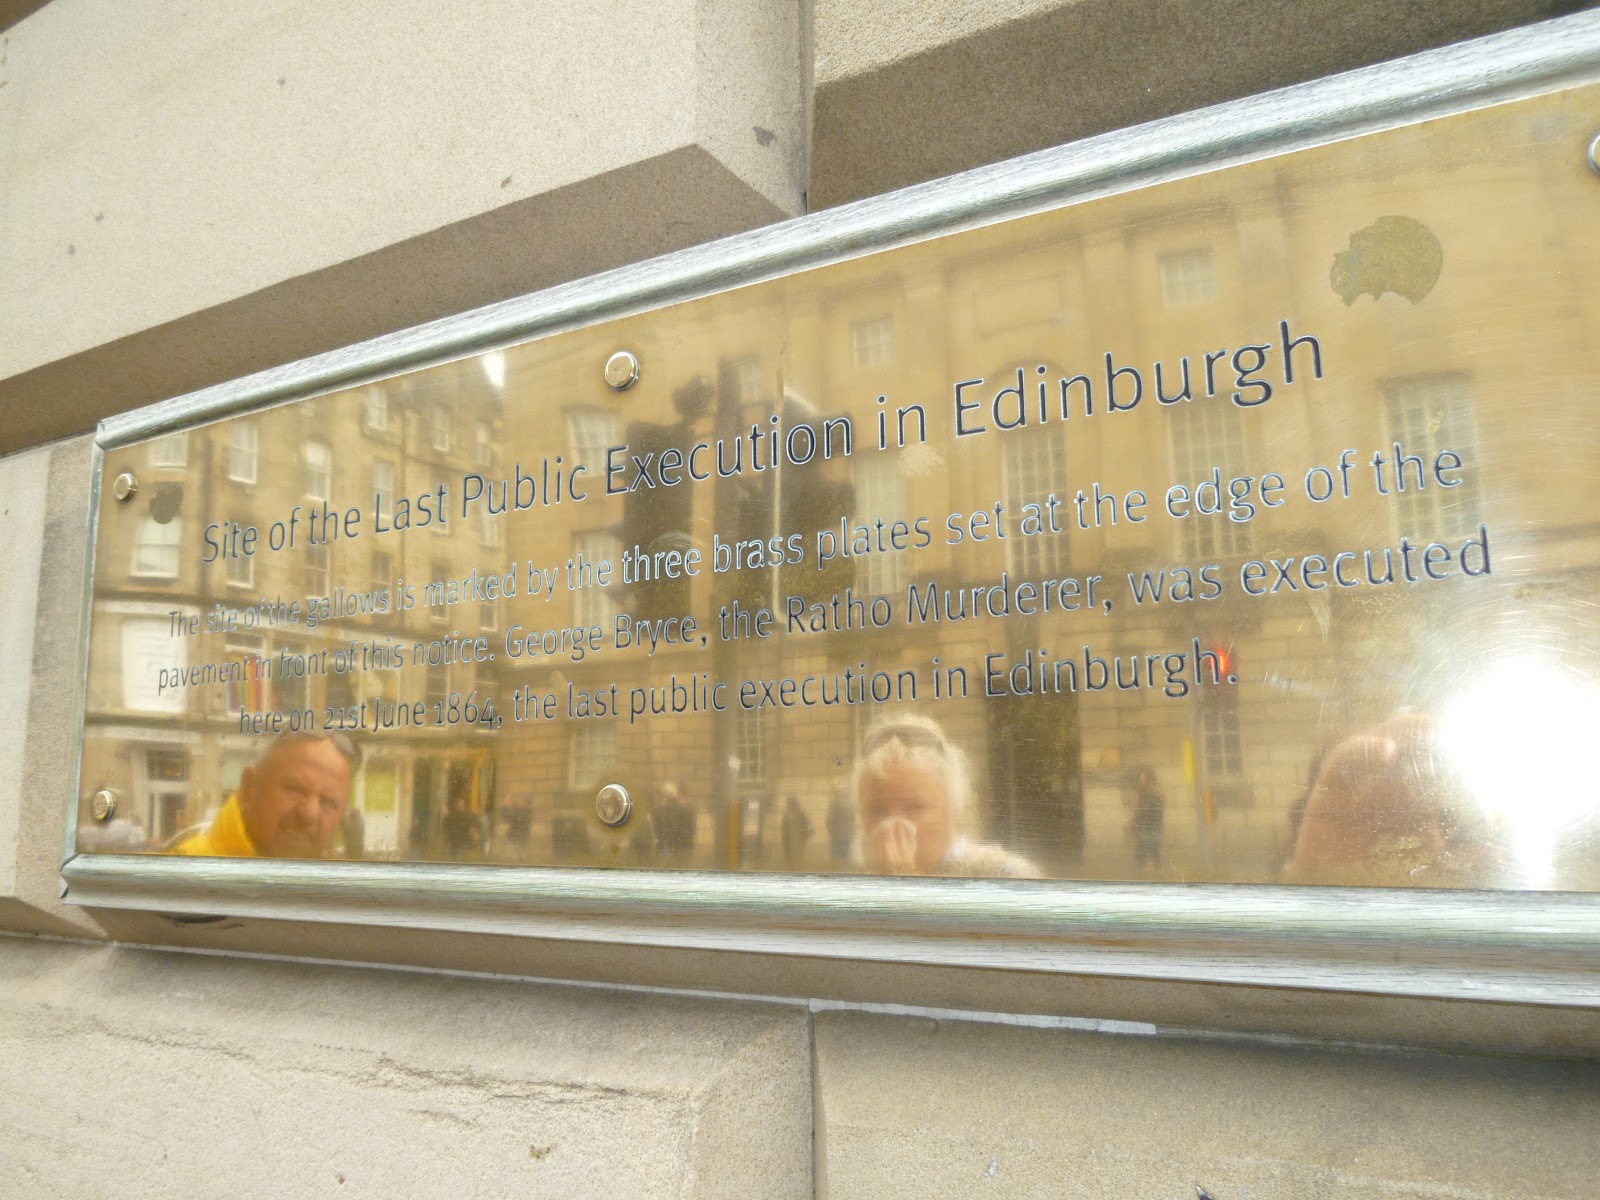 Site of the Last Public Execution in Edinburgh
The site of the gallows is marked by the three brass plates set at the edge of the
pavement in front of this notice. George Bryce, the Ratho Murderer, was executed
here on 21st June 1864, the last public execution in Edinburgh.